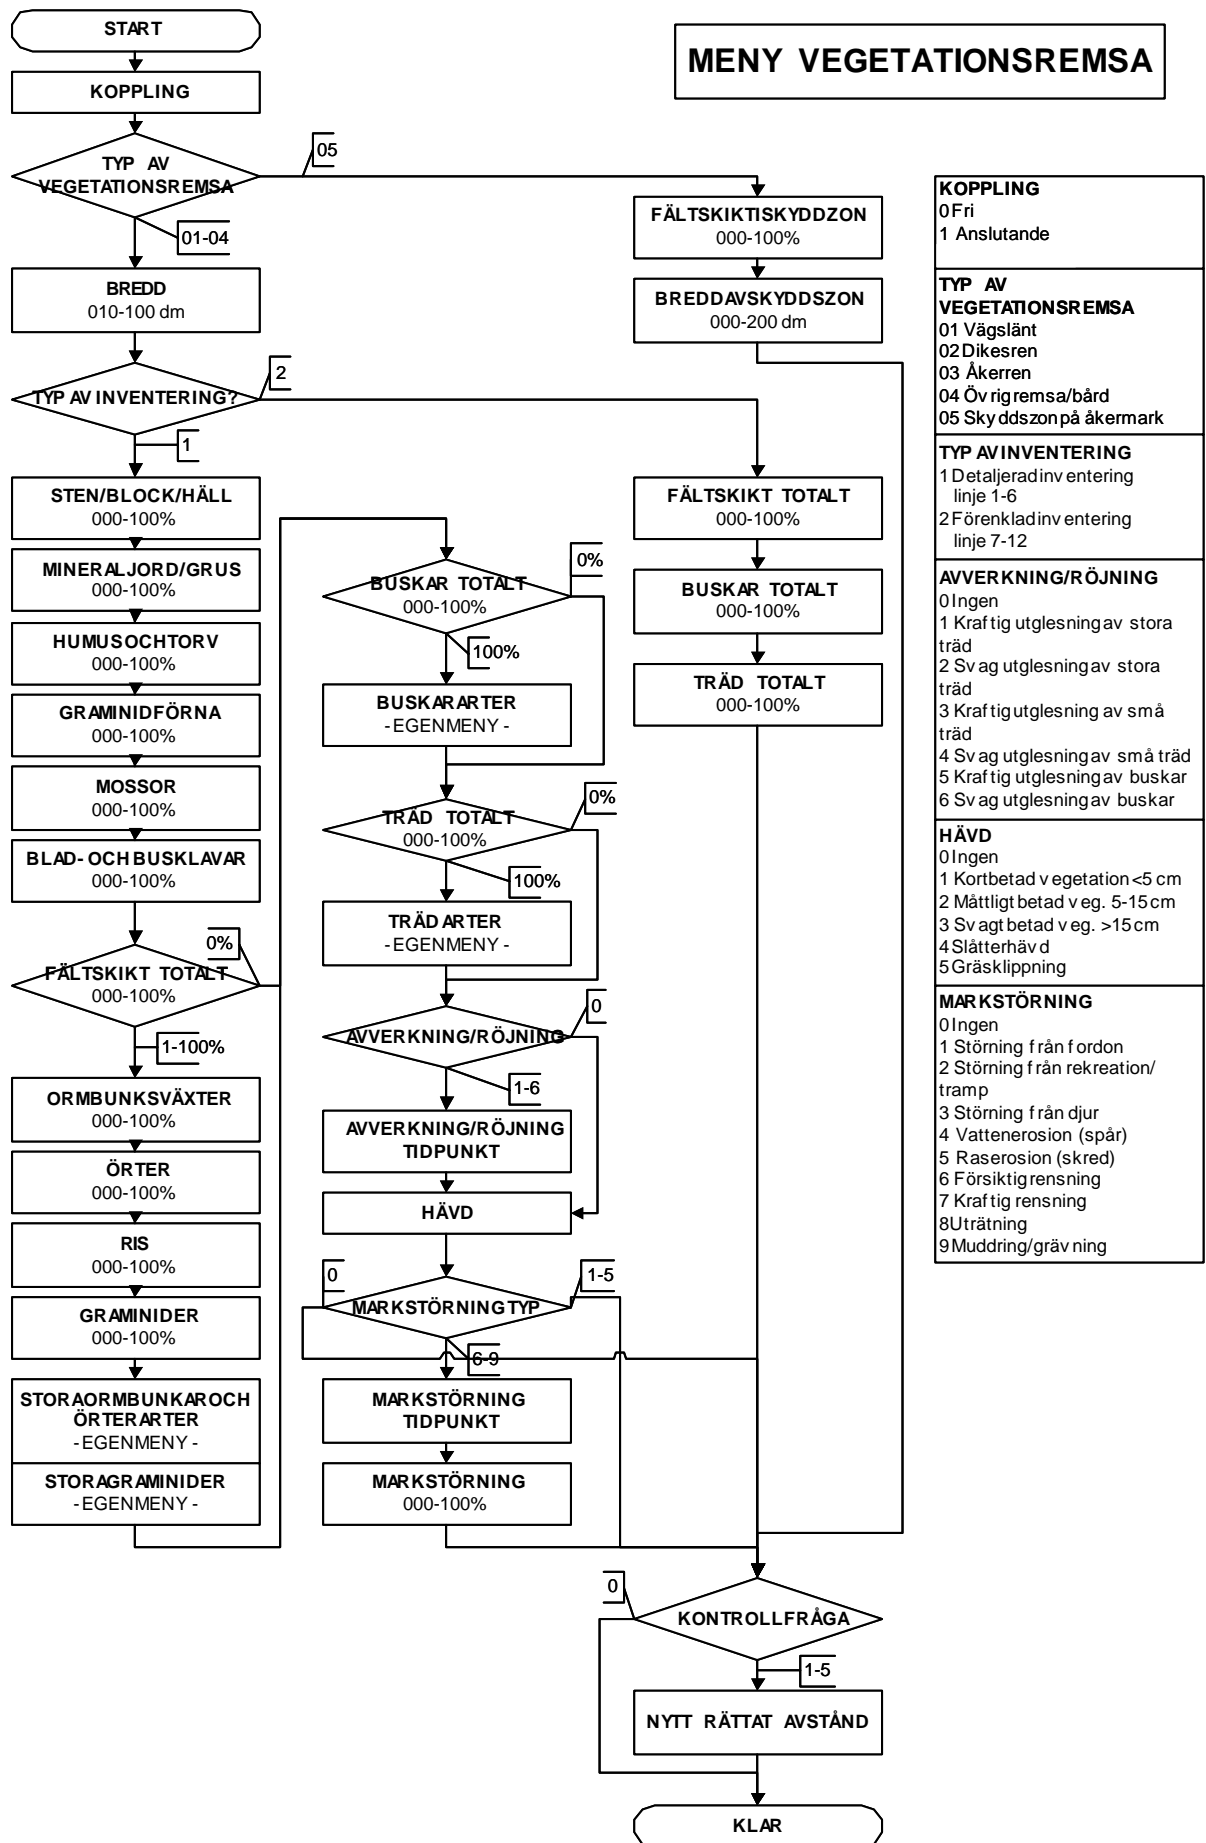 START
MENY VEGETATIONSREMSA
KOPPLING
TYP AV
VEGETATIONSREMSA
05
01-04
BREDD
010-100 dm
TYP AV INVENTERING?
2
1
STEN/BLOCK/HÄLL
000-100%
MINERALJORD/GRUS
000-100%
HUMUSOCHTORV
000-100%
GRAMINIDFÖRNA
000-100%
MOSSOR
000-100%
BLAD- OCH BUSKLAVAR
000-100%
0%
FÄLTSKIKT TOTALT
000-100%
1-100%
ORMBUNKSVÄXTER
000-100%
ÖRTER
000-100%
RIS
000-100%
GRAMINIDER
000-100%
STORAORMBUNKAROCH
ÖRTERARTER
- EGENMENY -
STORAGRAMINIDER
- EGENMENY -
BUSKAR TOTALT
000-100%
0%
100%
BUSKARARTER
- EGENMENY -
TRÄD TOTALT
000-100%
0%
100%
TRÄDARTER
- EGENMENY -
AVVERKNING/RÖJNING
0
1-6
AVVERKNING/RÖJNING
TIDPUNKT
HÄVD
0
MARKSTÖRNINGTYP
1-5
6-9
MARKSTÖRNING
TIDPUNKT
MARKSTÖRNING
000-100%
FÄLTSKIKTISKYDDZON
000-100%
BREDDAVSKYDDSZON
000-200 dm
FÄLTSKIKT TOTALT
000-100%
BUSKAR TOTALT
000-100%
TRÄD TOTALT
000-100%
0
KONTROLLFRÅGA
1-5
NYTT RÄTTAT AVSTÅND
KLAR
KOPPLING
0 Fri
1 Anslutande
TYP AV
VEGETATIONSREMSA
01 Vägslänt
02 Dikesren
03 Åkerren
04 Övrigremsa/bård
05 Skyddszonpå åkermark
TYP AVINVENTERING
1 Detaljeradinventering
linje 1-6
2 Förenkladinventering
linje 7-12
AVVERKNING/RÖJNING
0 Ingen
1 Kraftig utglesningav stora
träd
2 Svag utglesningav stora
träd
3 Kraftigutglesning av små
träd
4 Svag utglesningav små träd
5 Kraftig utglesningav buskar
6 Svag utglesningav buskar
HÄVD
0 Ingen
1 Kortbetad vegetation <5 cm
2 Måttligt betad veg. 5-15 cm
3 Svagt betad veg. >15 cm
4 Slåtterhävd
5 Gräsklippning
MARKSTÖRNING
0 Ingen
1 Störning från fordon
2 Störning från rekreation/
tramp
3 Störning från djur
4 Vattenerosion (spår)
5 Raserosion (skred)
6 Försiktigrensning
7 Kraftig rensning
8 Uträtning
9 Muddring/grävning